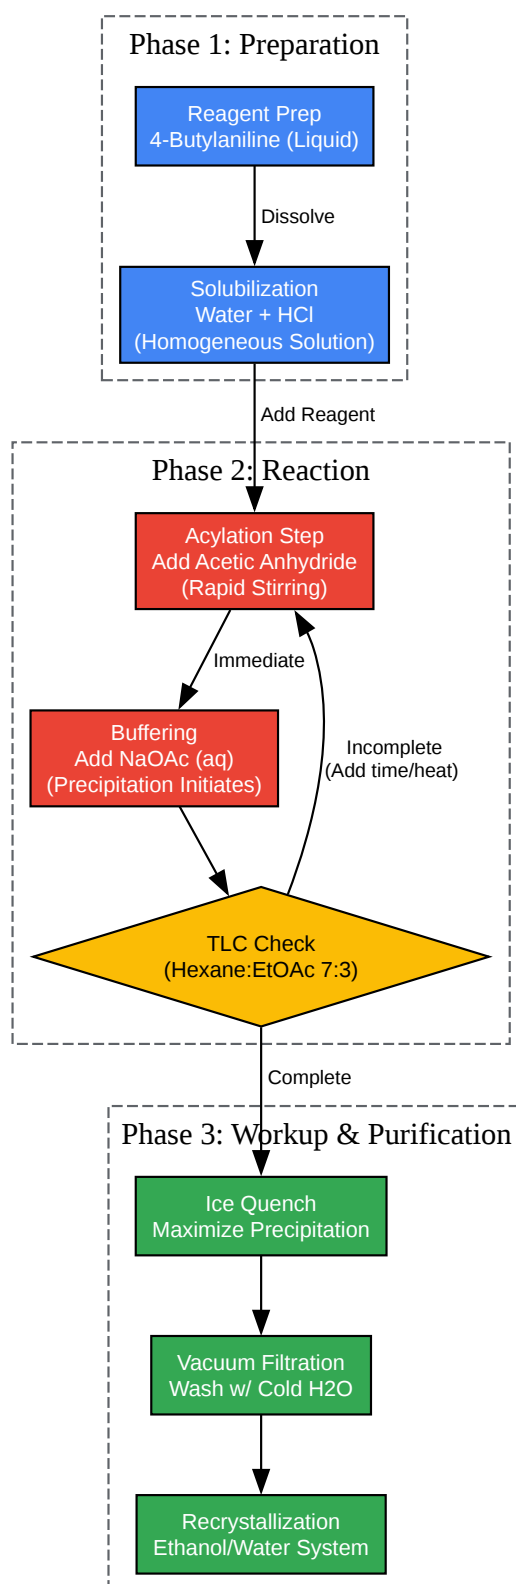 Phase 1: Preparation
Reagent Prep
4-Butylaniline (Liquid)
Dissolve
Solubilization
Water + HCl
(Homogeneous Solution)
Add Reagent
Phase 2: Reaction
Acylation Step
Add Acetic Anhydride
(Rapid Stirring)
Immediate
Buffering
Add NaOAc (aq)
(Precipitation Initiates)
Incomplete
(Add time/heat)
TLC Check
(Hexane:EtOAc 7:3)
Complete
Phase 3: Workup & Purification
Ice Quench
Maximize Precipitation
Vacuum Filtration
Wash w/ Cold H2O
Recrystallization
Ethanol/Water System